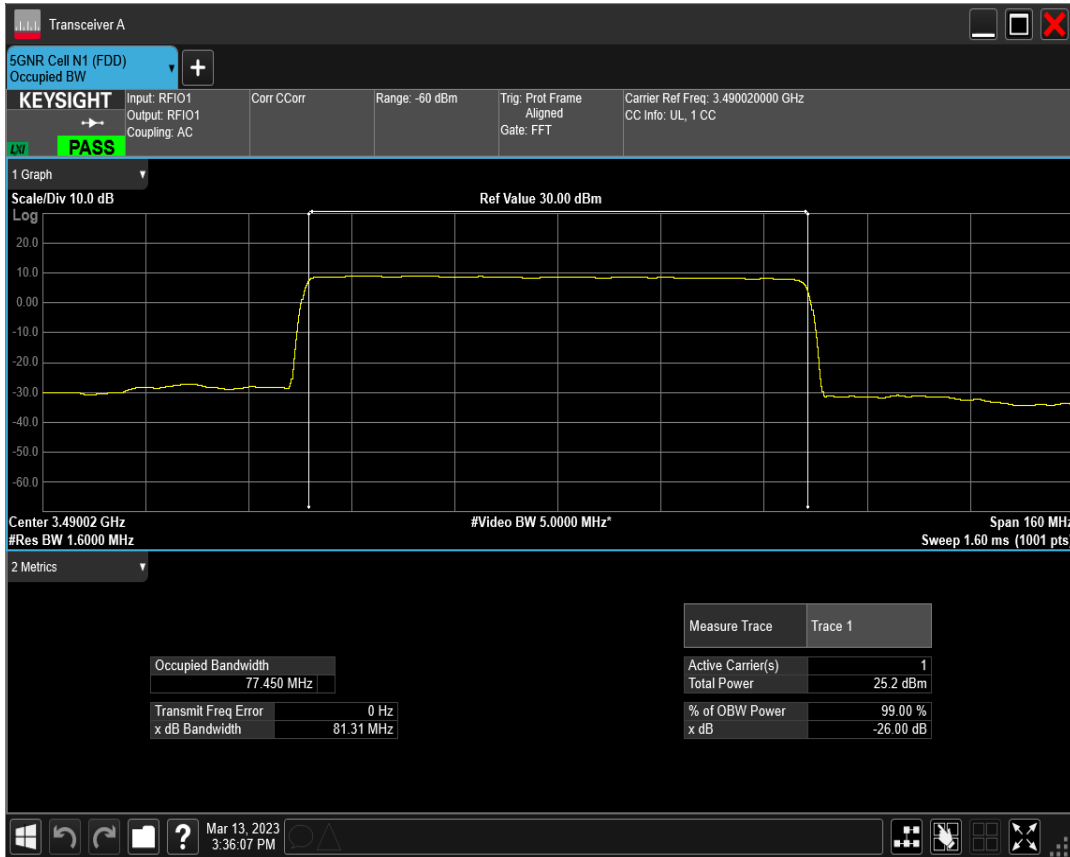 Transceiver A
5GNR Cell N1 (FDD)
Occupied BW
+
KEYSIGHT
LXI PASS
Input: RFIO1
Output: RFIO1
Coupling: AC
Corr CCorr
Range: -60 dBm
Trig: Prot Frame
Aligned
Gate: FFT
Carrier Ref Freq: 3.490020000 GHz
CC Info: UL, 1 CC
1 Graph
Scale/Div 10.0 dB
Ref Value 30.00 dBm
Log
20.0
10.0
0.00
-10.0
-20.0
-30.0
-40.0
-50.0
-60.0
Center 3.49002 GHz
#Video BW 5.0000 MHz*
Span 160 MHz
#Res BW 1.6000 MHz
Sweep 1.60 ms (1001 pts)
2 Metrics
Measure Trace Trace 1
Occupied Bandwidth
77.450 MHz
Active Carrier(s) 1
Total Power 25.2 dBm
Transmit Freq Error 0 Hz
x dB Bandwidth 81.31 MHz
% of OBW Power 99.00 %
x dB -26.00 dB
?
Mar 13, 2023
3:36:07 PM